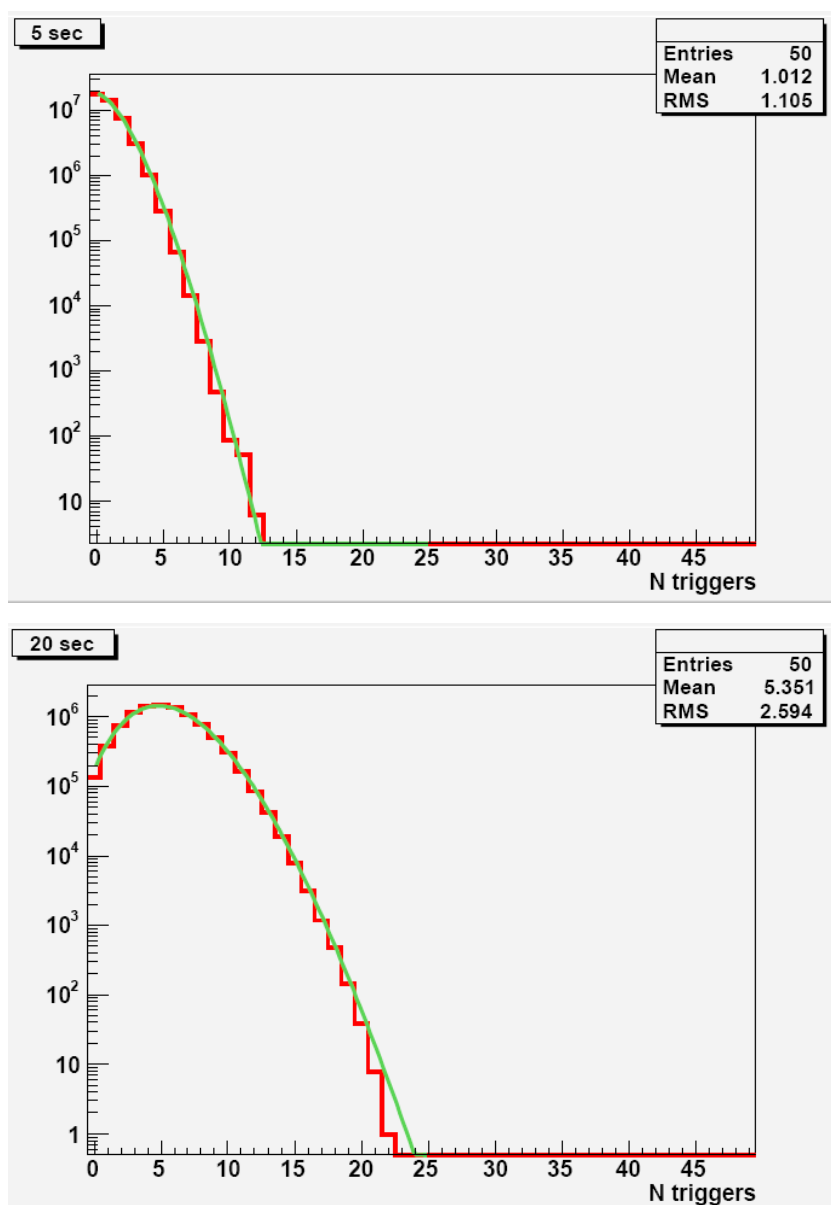 5 sec
Entries 50
Mean 1.012
RMS 1.105
10^7
10^6
10^5
10^4
10^3
10^2
10
0 5 10 15 20 25 30 35 40 45
N triggers
20 sec
Entries 50
Mean 5.351
RMS 2.594
10^6
10^5
10^4
10^3
10^2
10
1
0 5 10 15 20 25 30 35 40 45
N triggers